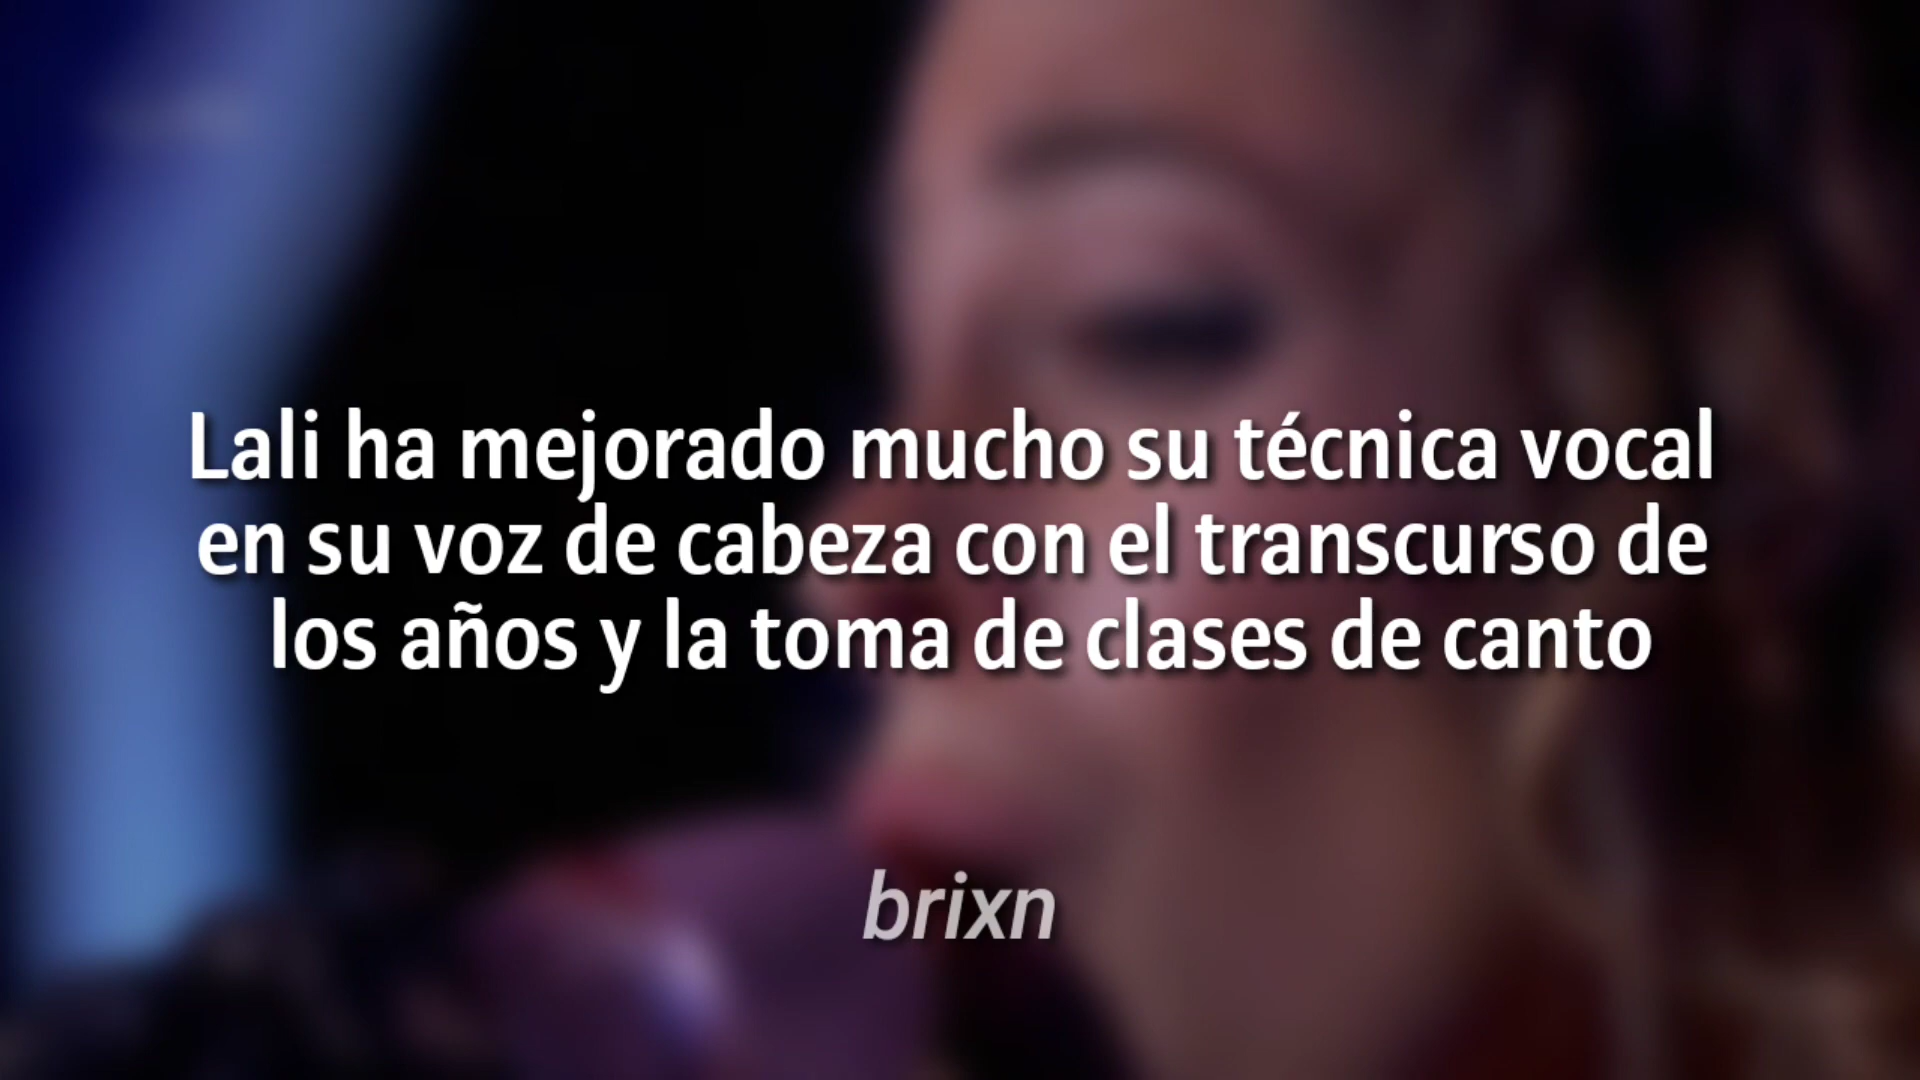 Lali ha mejorado mucho su técnica vocal
en su voz de cabeza con el transcurso de
los años y la toma de clases de canto
brixn